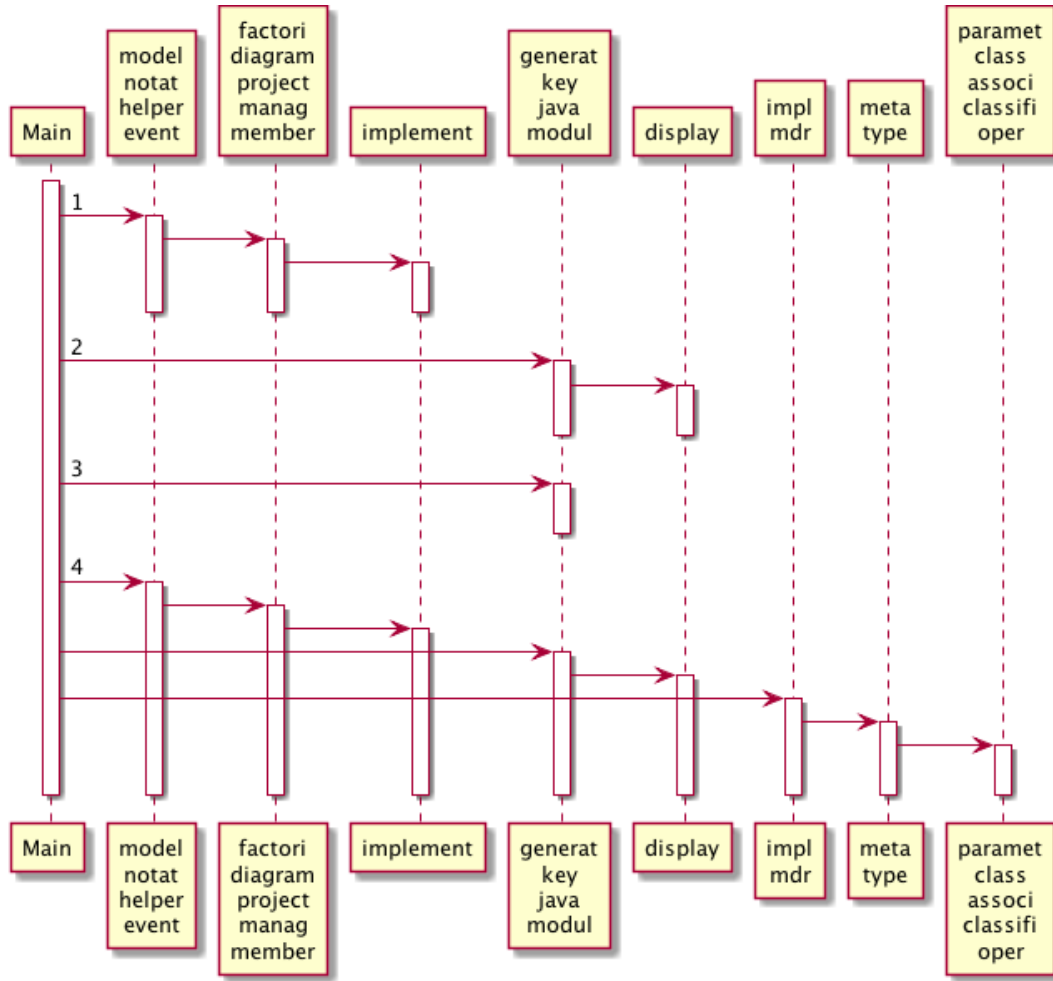 Main
model
notat
helper
event
factori
diagram
project
manag
member
implement
generat
key
java
modul
display
impl
mdr
meta
type
paramet
class
associ
classifi
oper
1
2
3
4
Main
model
notat
helper
event
factori
diagram
project
manag
member
implement
generat
key
java
modul
display
impl
mdr
meta
type
paramet
class
associ
classifi
oper